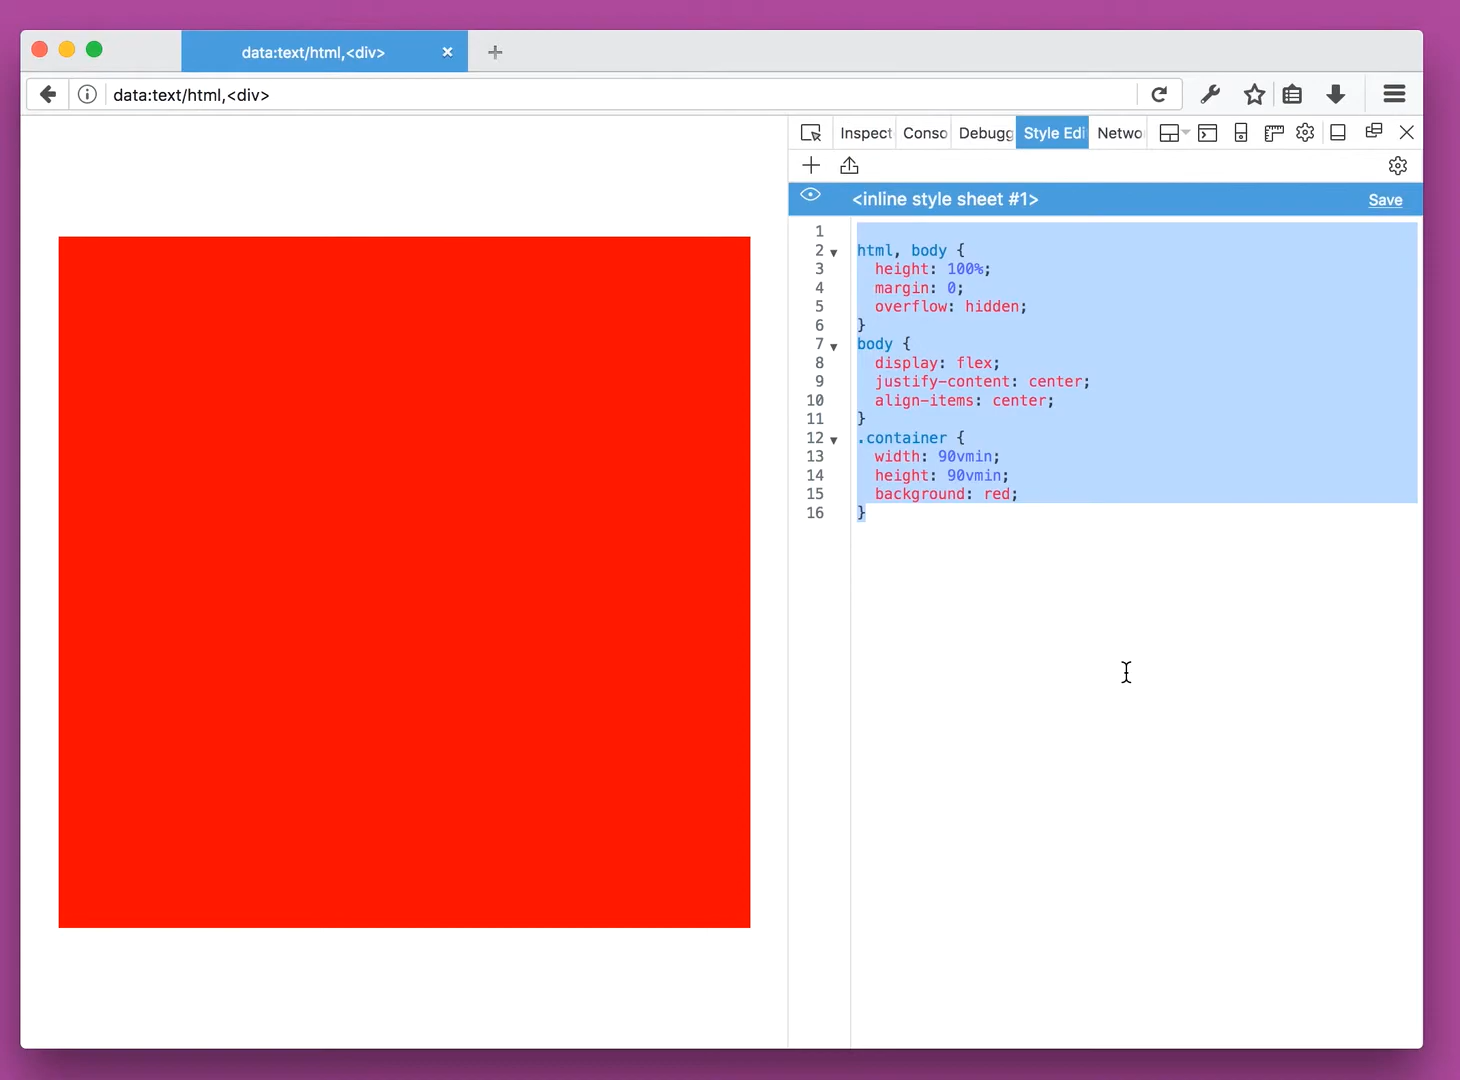 data:text/html,<div>
data:text/html,<div>
Inspect Conso Debugg Style Edi Netwo
<inline style sheet #1> Save
1
2 html, body {
3 height: 100%;
4 margin: 0;
5 overflow: hidden;
6 }
7 body {
8 display: flex;
9 justify-content: center;
10 align-items: center;
11 }
12 .container {
13 width: 90vmin;
14 height: 90vmin;
15 background: red;
16 }